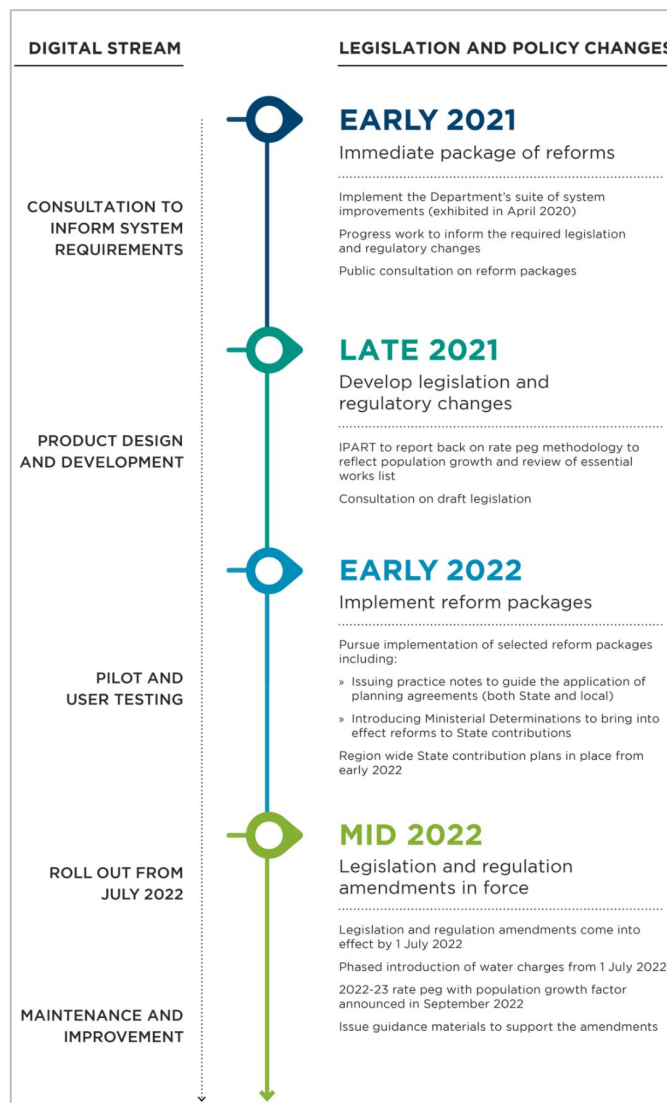 DIGITAL STREAM
LEGISLATION AND POLICY CHANGES
EARLY 2021
Immediate package of reforms
CONSULTATION TO
INFORM SYSTEM
REQUIREMENTS
Implement the Department's suite of system
improvements (exhibited in April 2020)
Progress work to inform the required legislation
and regulatory changes
Public consultation on reform packages
LATE 2021
Develop legislation and
regulatory changes
PRODUCT DESIGN
AND DEVELOPMENT
IPART to report back on rate peg methodology to
reflect population growth and review of essential
works list
Consultation on draft legislation
EARLY 2022
Implement reform packages
PILOT AND
USER TESTING
Pursue implementation of selected reform packages
including:
» Issuing practice notes to guide the application of
planning agreements (both State and local)
» Introducing Ministerial Determinations to bring into
effect reforms to State contributions
Region wide State contribution plans in place from
early 2022
MID 2022
Legislation and regulation
amendments in force
ROLL OUT FROM
JULY 2022
Legislation and regulation amendments come into
effect by 1 July 2022
Phased introduction of water charges from 1 July 2022
2022-23 rate peg with population growth factor
announced in September 2022
Issue guidance materials to support the amendments
MAINTENANCE AND
IMPROVEMENT